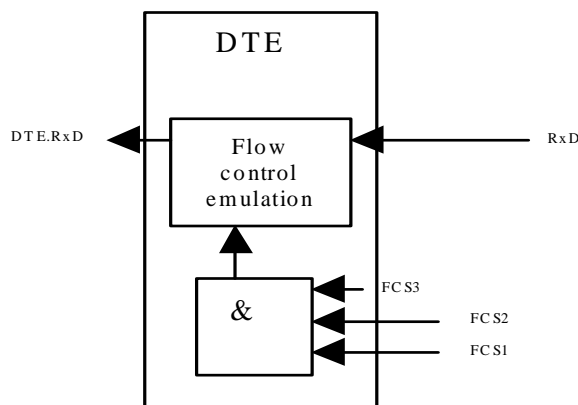 DTE
DTE.RxD
RxD
Flow
control
emulation
&
FCS3
FCS2
FCS1